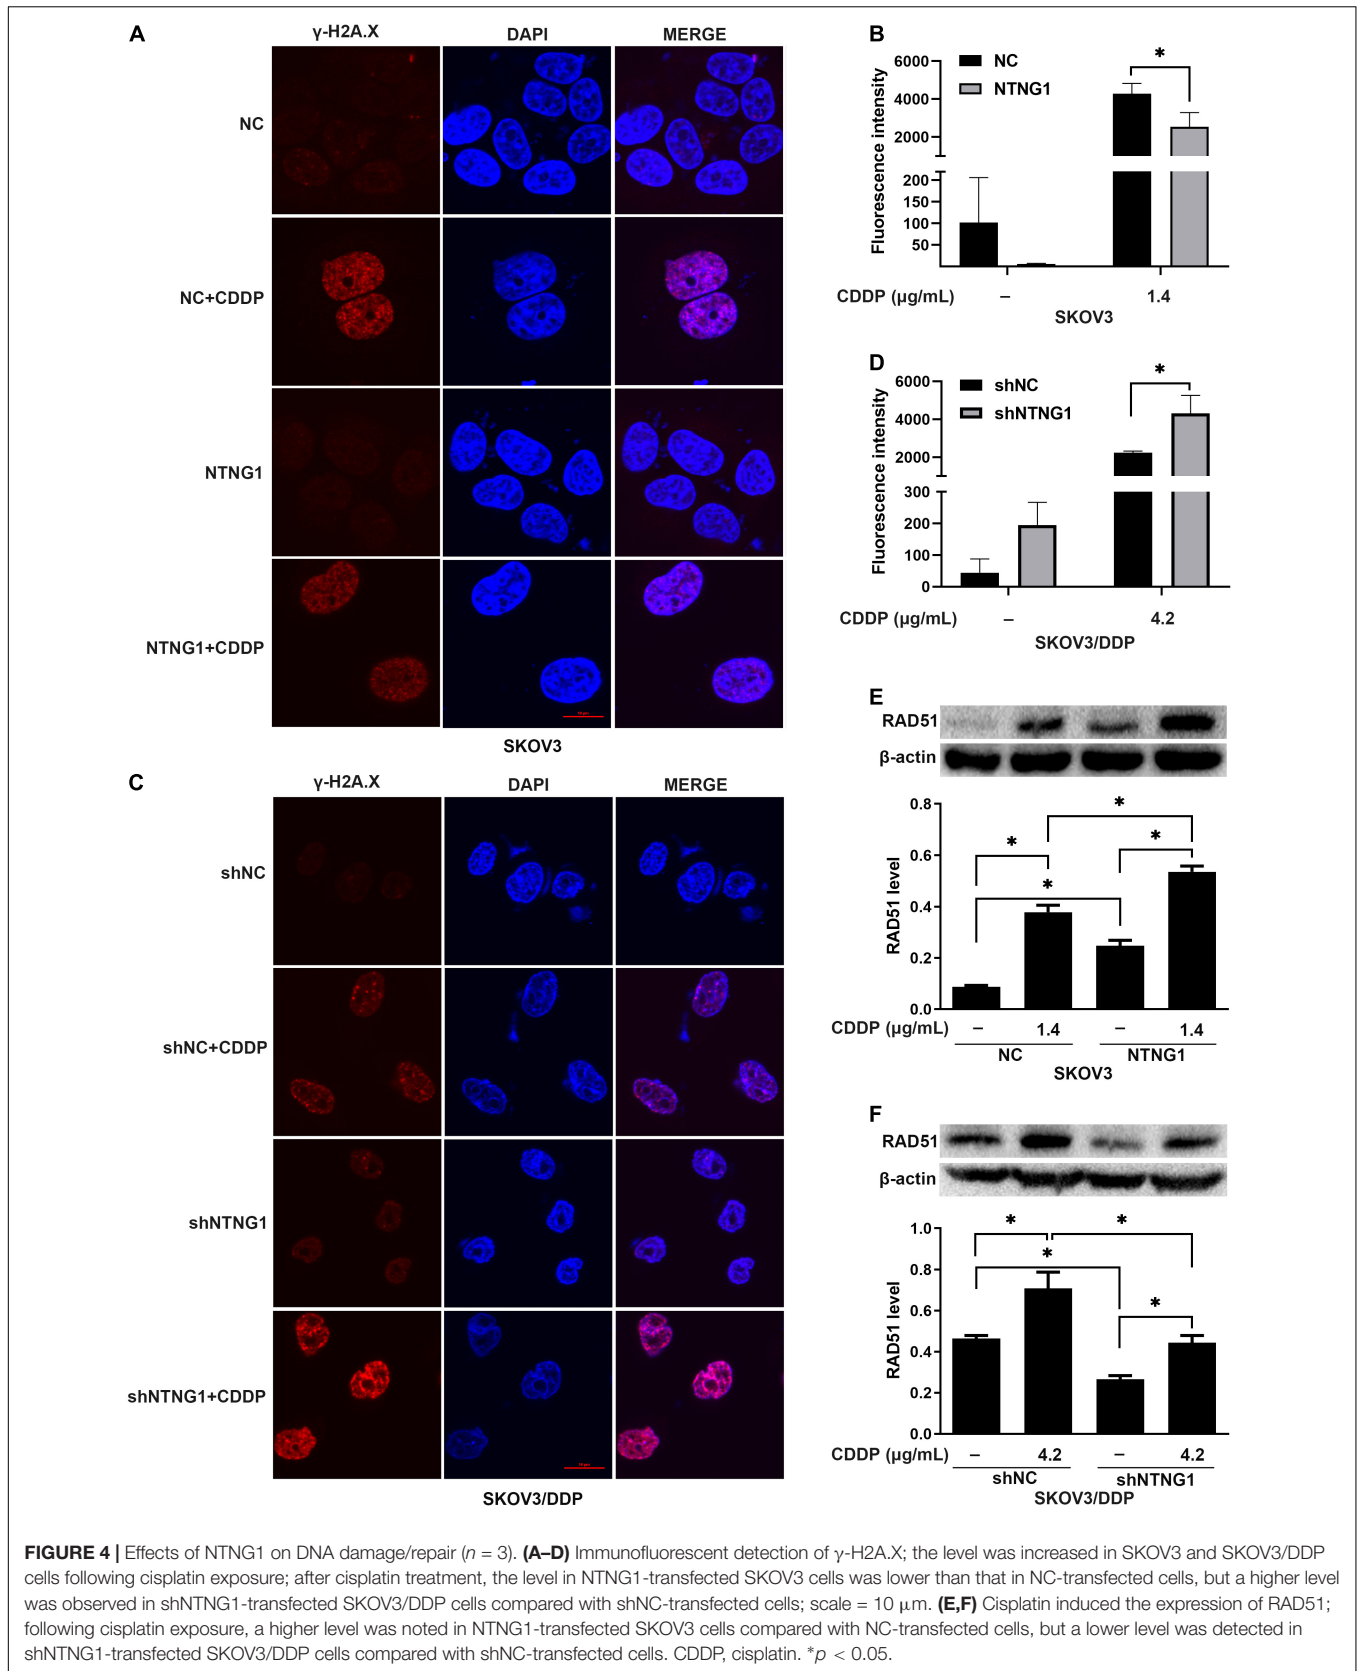 A
γ-H2A.X DAPI MERGE
NC
NC+CDDP
NTNG1
NTNG1+CDDP
SKOV3
B
NC
NTNG1
*
Fluorescence intensity
6000
4000
2000
200
150
100
50
CDDP (μg/mL) – 1.4
SKOV3
C
γ-H2A.X DAPI MERGE
shNC
shNC+CDDP
shNTNG1
shNTNG1+CDDP
SKOV3/DDP
D
shNC
shNTNG1
*
Fluorescence intensity
6000
4000
2000
300
200
100
0
CDDP (μg/mL) – 4.2
SKOV3/DDP
E
RAD51
β-actin
RAD51 level
0.8
0.6
0.4
0.2
0.0
* * * *
CDDP (μg/mL) – 1.4 – 1.4
NC NTNG1
SKOV3
F
RAD51
β-actin
RAD51 level
1.0
0.8
0.6
0.4
0.2
0.0
* * * *
CDDP (μg/mL) – 4.2 – 4.2
shNC shNTNG1
SKOV3/DDP
FIGURE 4 | Effects of NTNG1 on DNA damage/repair (n = 3). (A–D) Immunofluorescent detection of γ-H2A.X; the level was increased in SKOV3 and SKOV3/DDP
cells following cisplatin exposure; after cisplatin treatment, the level in NTNG1-transfected SKOV3 cells was lower than that in NC-transfected cells, but a higher level
was observed in shNTNG1-transfected SKOV3/DDP cells compared with shNC-transfected cells; scale = 10 μm. (E,F) Cisplatin induced the expression of RAD51;
following cisplatin exposure, a higher level was noted in NTNG1-transfected SKOV3 cells compared with NC-transfected cells, but a lower level was detected in
shNTNG1-transfected SKOV3/DDP cells compared with shNC-transfected cells. CDDP, cisplatin. *p < 0.05.